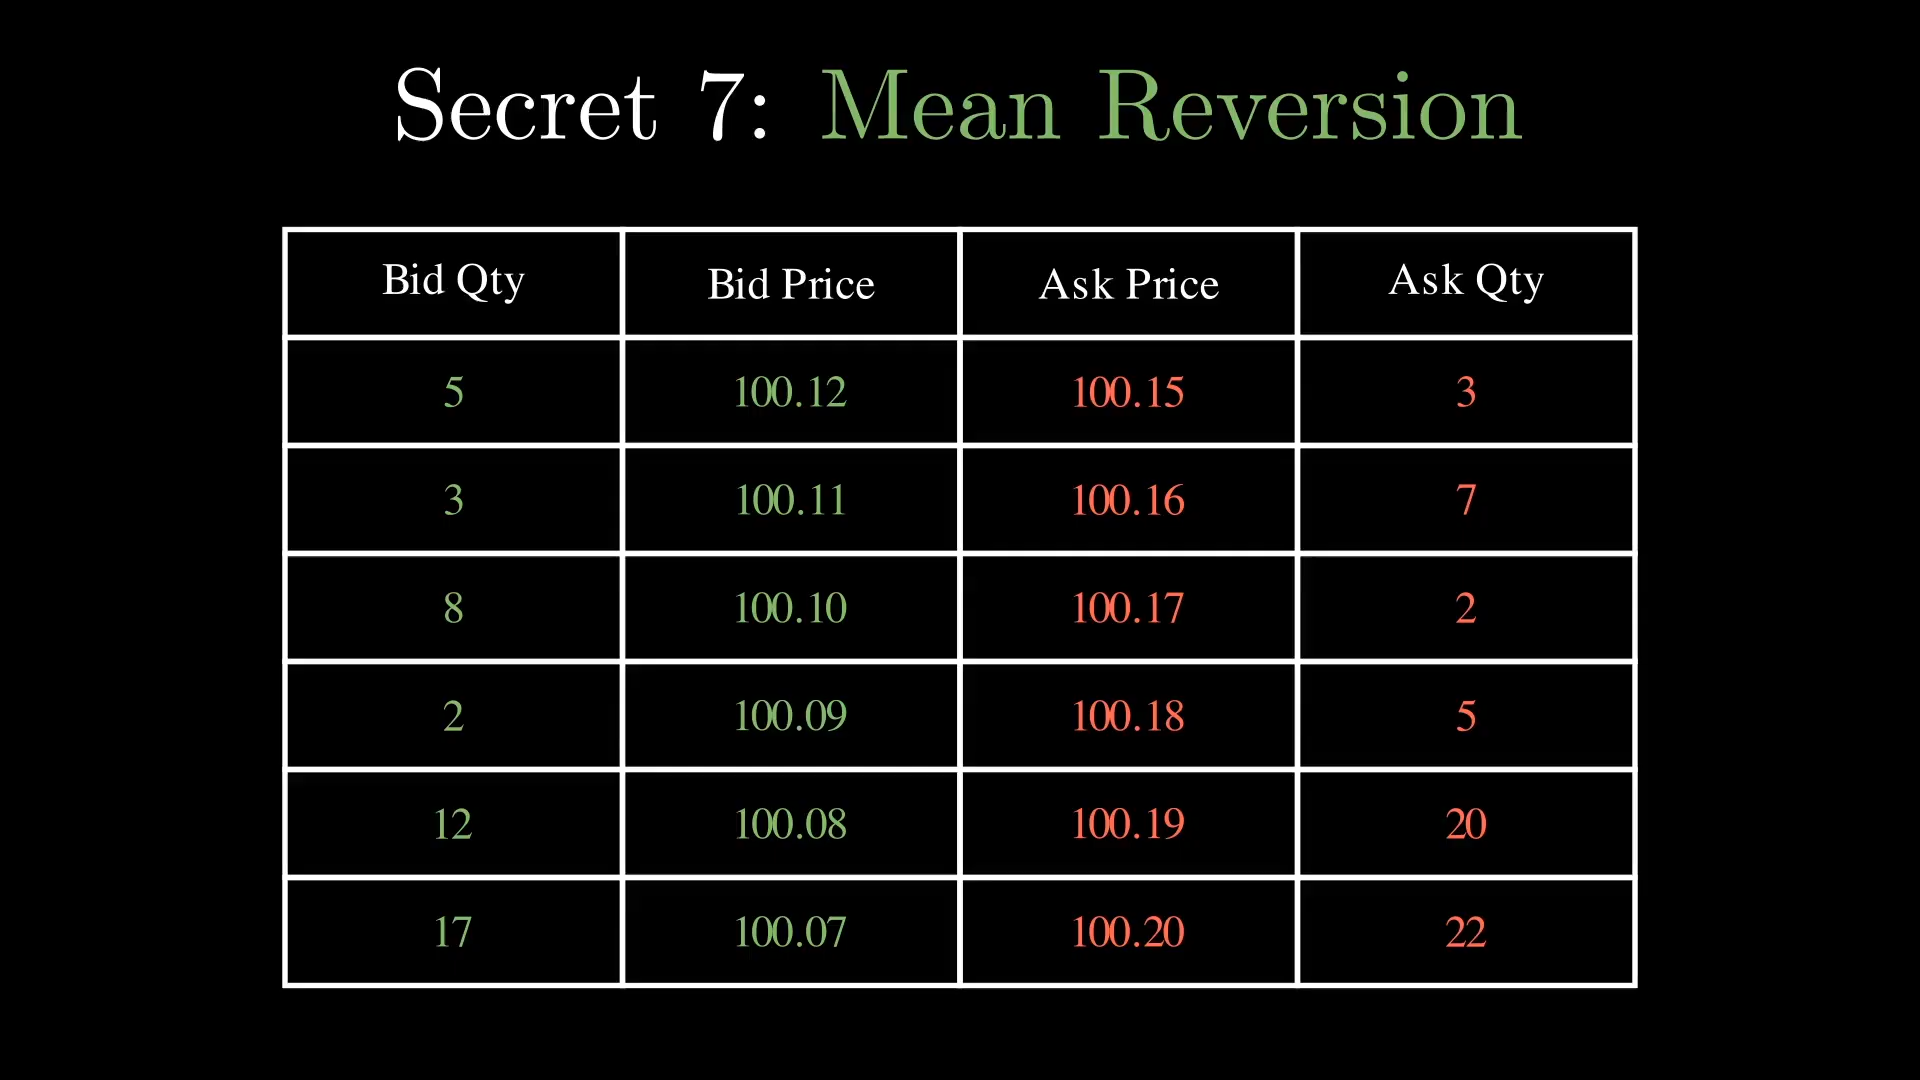 Secret 7: Mean Reversion
Bid Qty Bid Price Ask Price Ask Qty
5 100.12 100.15 3
3 100.11 100.16 7
8 100.10 100.17 2
2 100.09 100.18 5
12 100.08 100.19 20
17 100.07 100.20 22